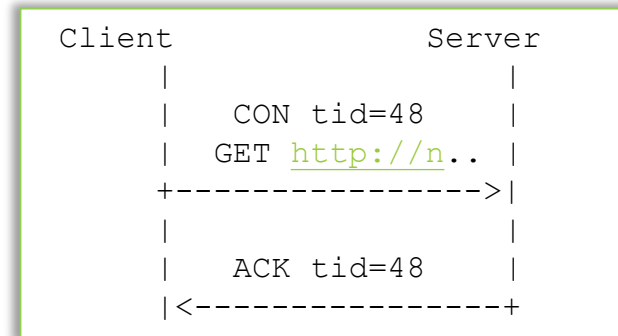 Client Server
| |
| CON tid=48 |
| GET http://n.. |
+---------------->|
| |
| ACK tid=48 |
|<----------------+